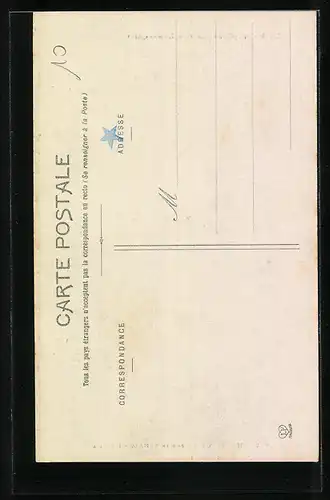 10
CARTE POSTALE
Tous les pays étrangers n'acceptent pas la correspondance au recto (Se renseigner à la Poste)
CORRESPONDANCE
ADRESSE
M